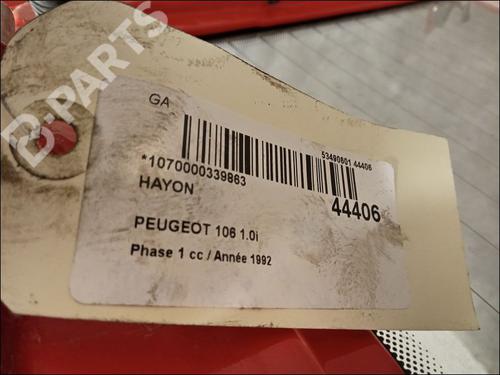 B-PARTS
GA
53490601 44406
*1070000339863
HAYON
44406
PEUGEOT 106 1.0i
Phase 1 cc / Année 1992